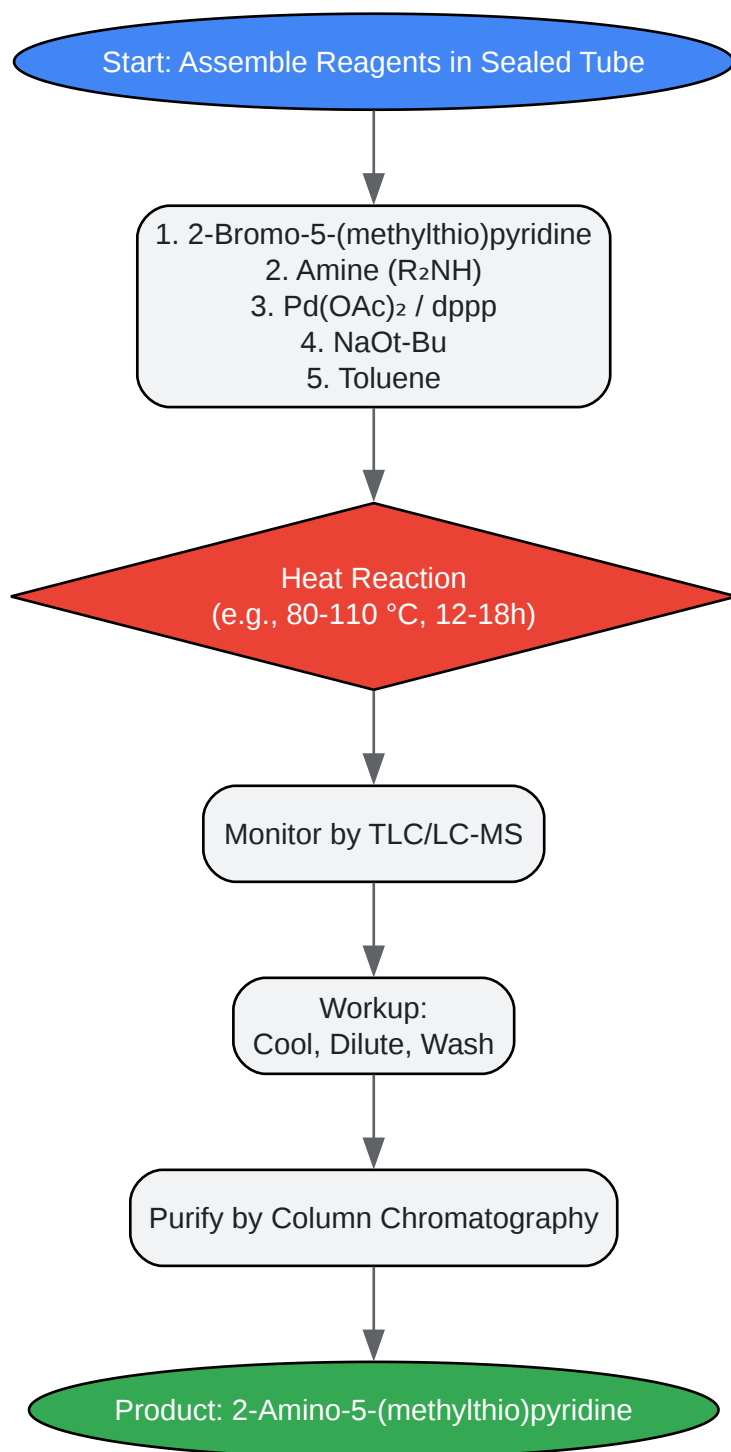 Start: Assemble Reagents in Sealed Tube
1. 2-Bromo-5-(methylthio)pyridine
2. Amine (R₂NH)
3. Pd(OAc)₂ / dppp
4. NaOt-Bu
5. Toluene
Heat Reaction
(e.g., 80-110 °C, 12-18h)
Monitor by TLC/LC-MS
Workup:
Cool, Dilute, Wash
Purify by Column Chromatography
Product: 2-Amino-5-(methylthio)pyridine